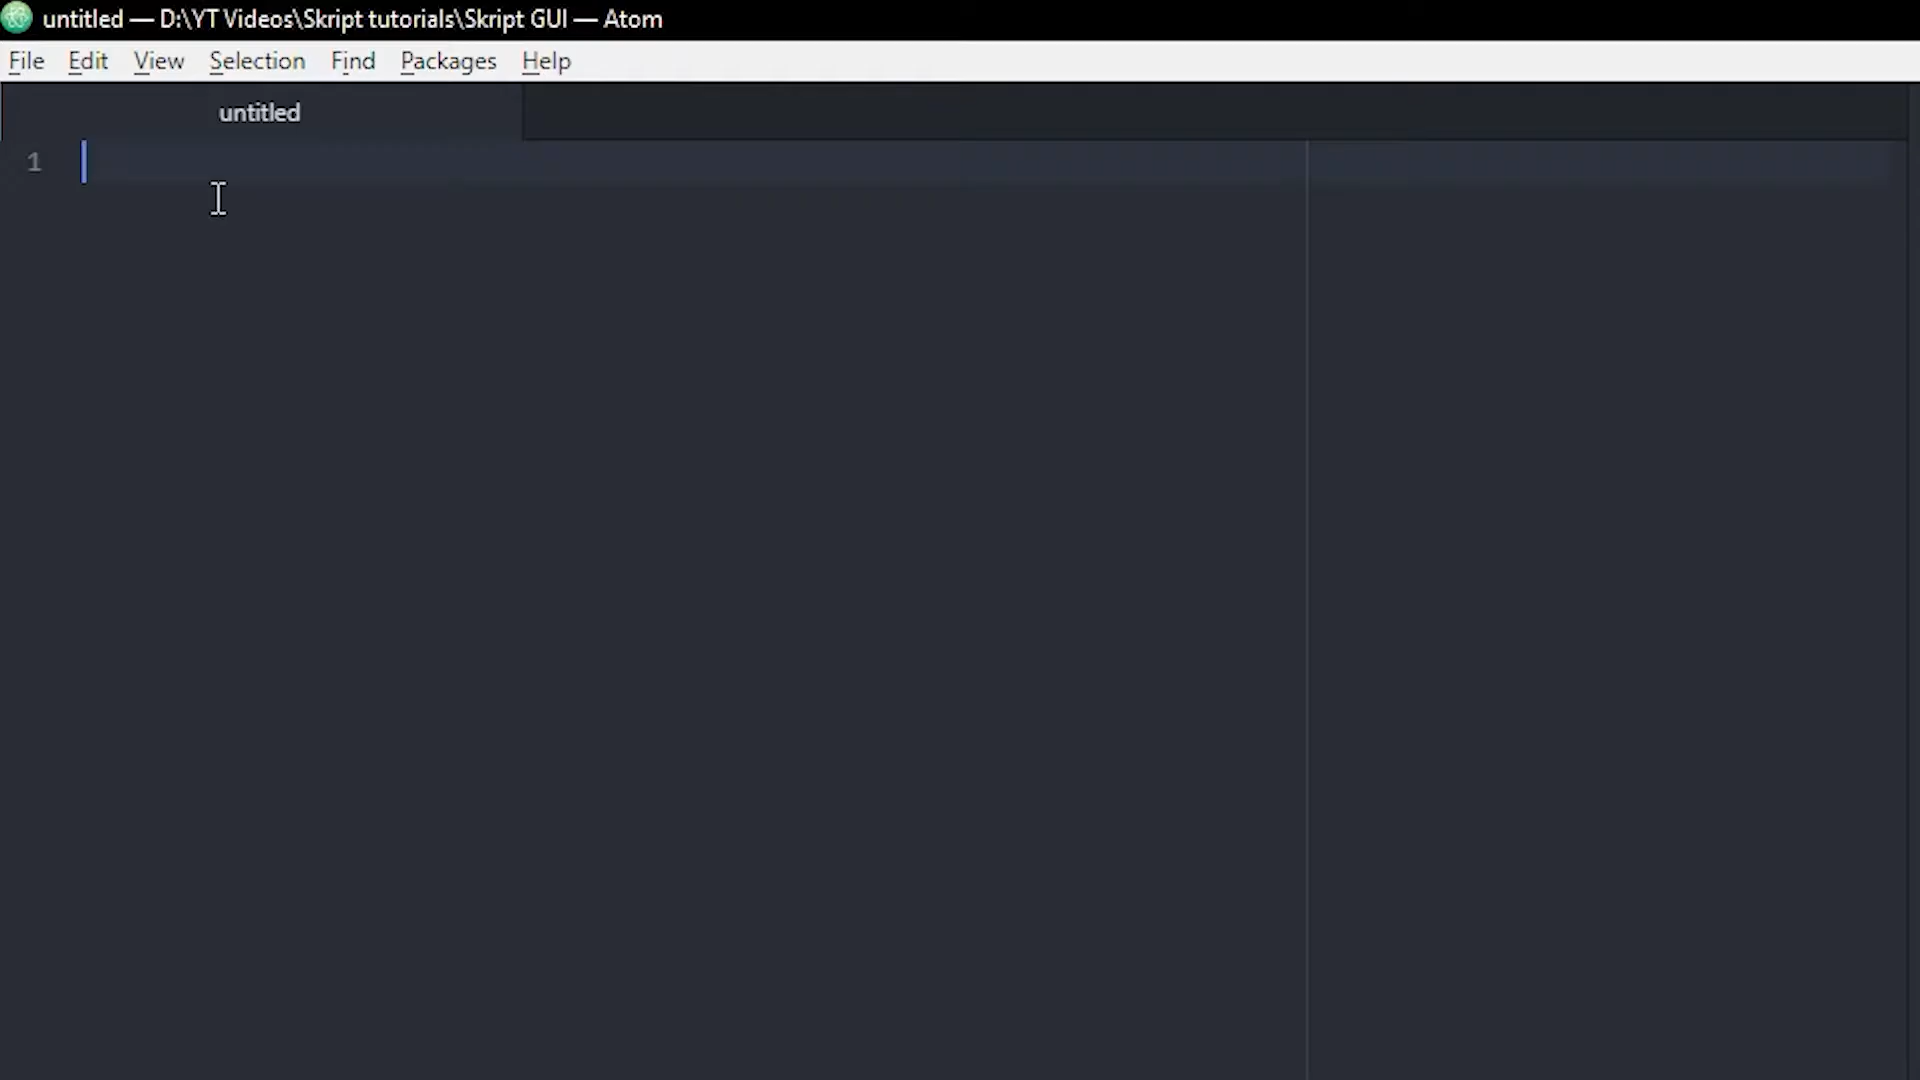 untitled — D:\YT Videos\Skript tutorials\Skript GUI — Atom
File Edit View Selection Find Packages Help
untitled
1